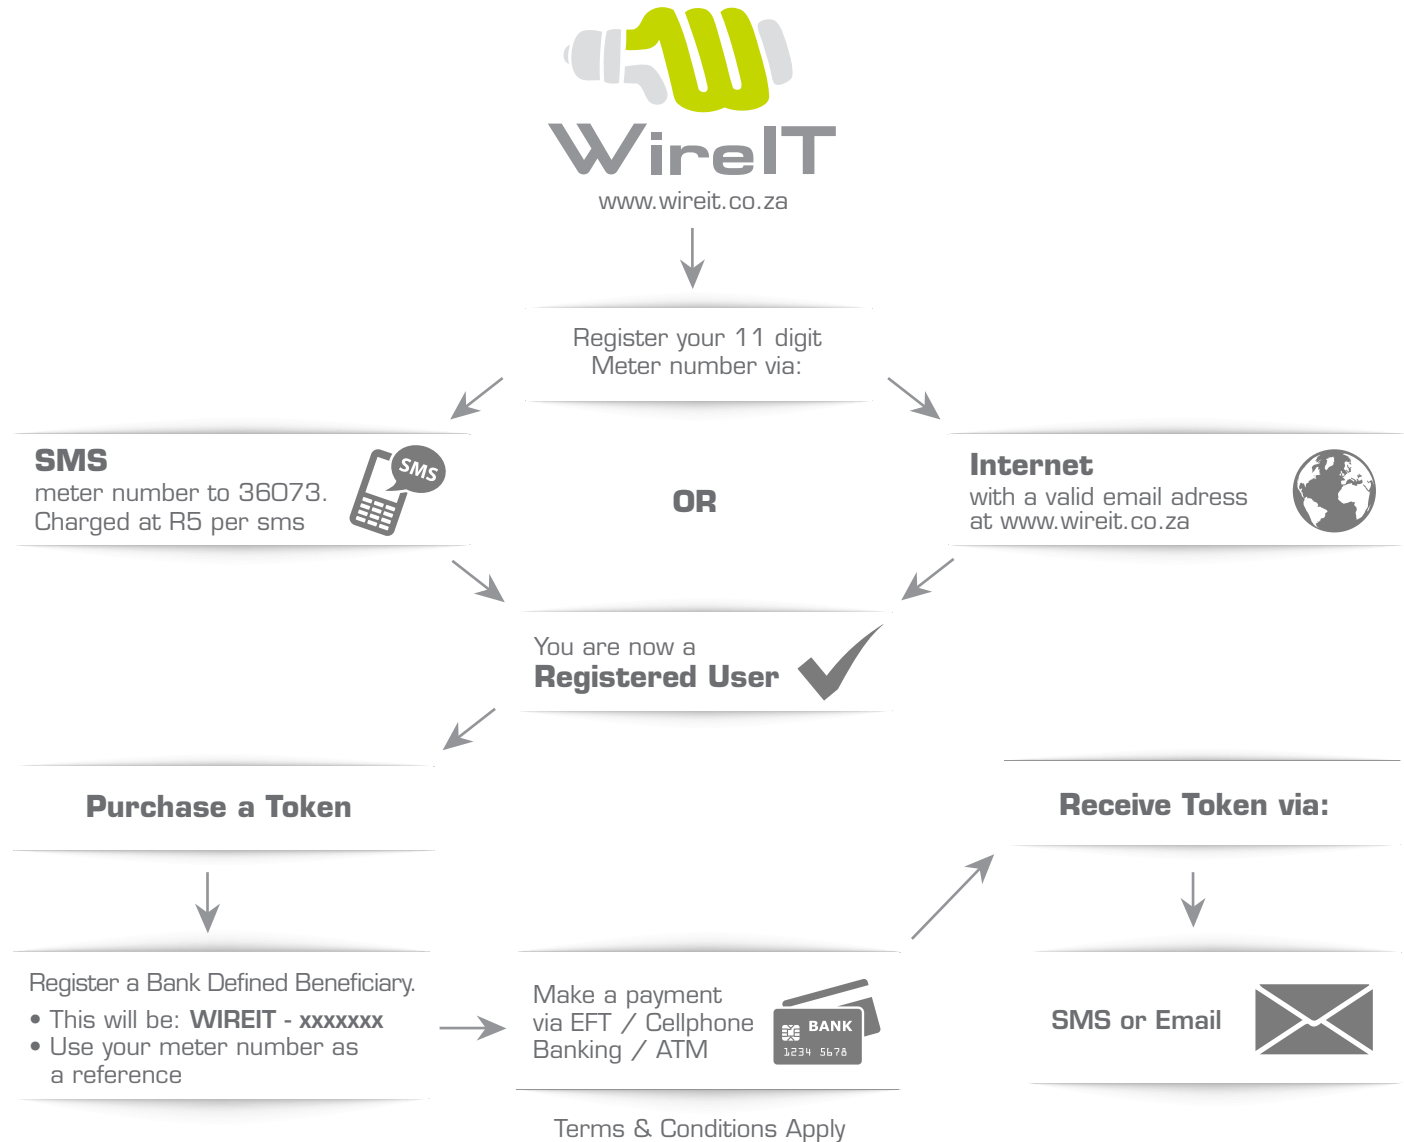 WireIT
www.wireit.co.za
Register your 11 digit
Meter number via:
SMS
meter number to 36073.
Charged at R5 per sms
SMS
OR
Internet
with a valid email adress
at www.wireit.co.za
You are now a
Registered User
Purchase a Token
Receive Token via:
Register a Bank Defined Beneficiary.
• This will be: WIREIT - xxxxxxx
• Use your meter number as
a reference
Make a payment
via EFT / Cellphone
Banking / ATM
BANK
1234 5678
SMS or Email
Terms & Conditions Apply